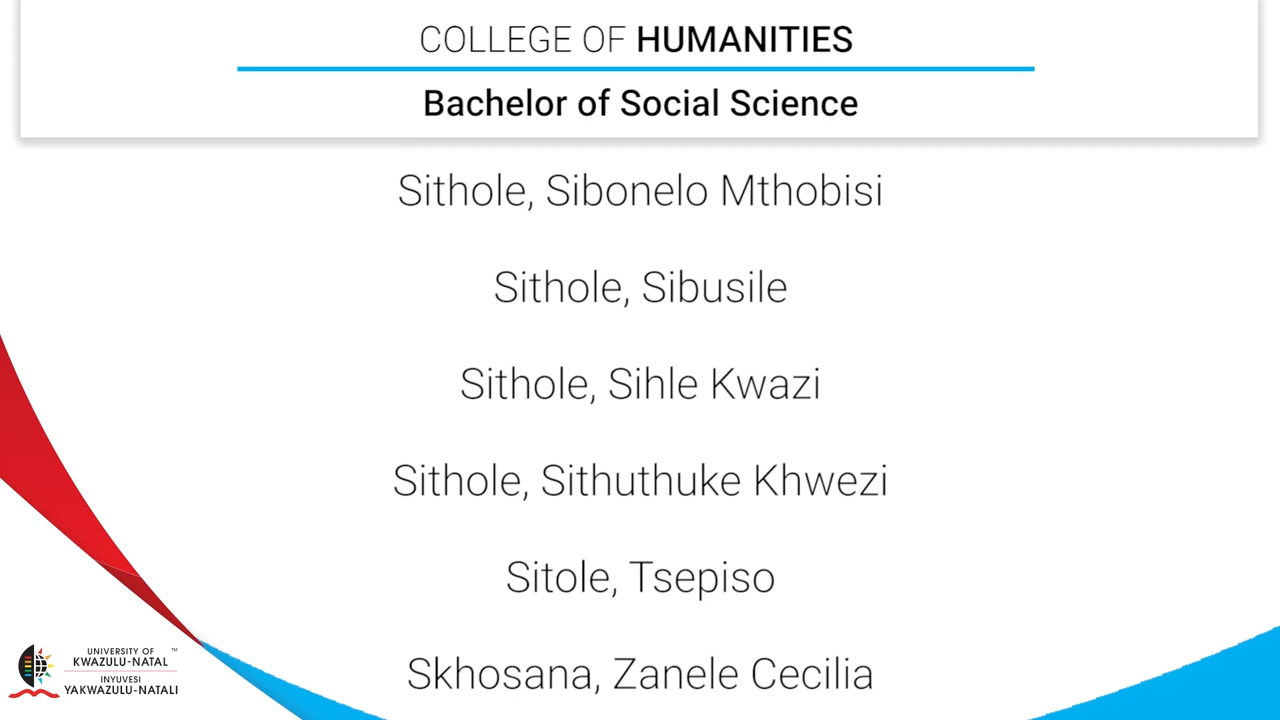 COLLEGE OF HUMANITIES
Bachelor of Social Science
Sithole, Sibonelo Mthobisi
Sithole, Sibusile
Sithole, Sihle Kwazi
Sithole, Sithuthuke Khwezi
Sitole, Tsepiso
Skhosana, Zanele Cecilia
UNIVERSITY OF ™
KWAZULU-NATAL
INYUVESI
YAKWAZULU-NATALI